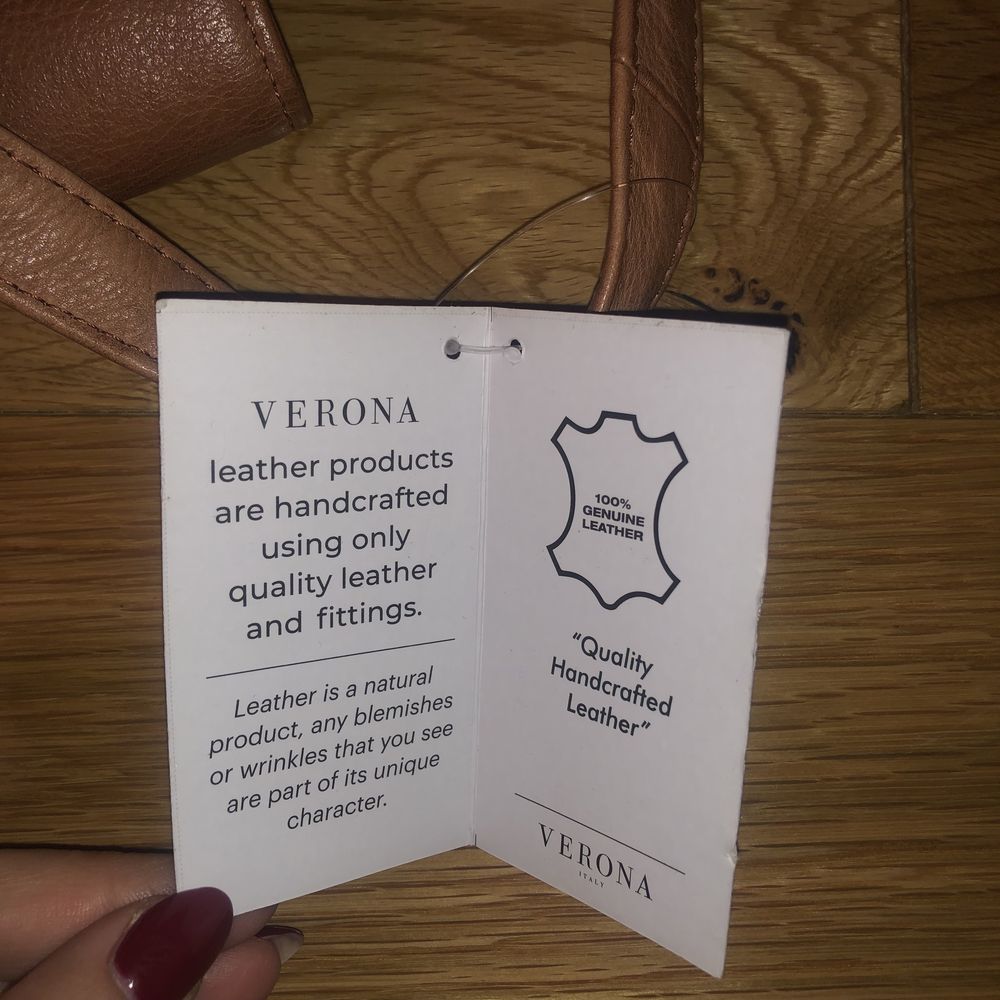 VERONA
leather products
are handcrafted
using only
quality leather
and fittings.
Leather is a natural
product, any blemishes
or wrinkles that you see
are part of its unique
character.
100%
GENUINE
LEATHER
“Quality
Handcrafted
Leather”
VERONA
ITALY